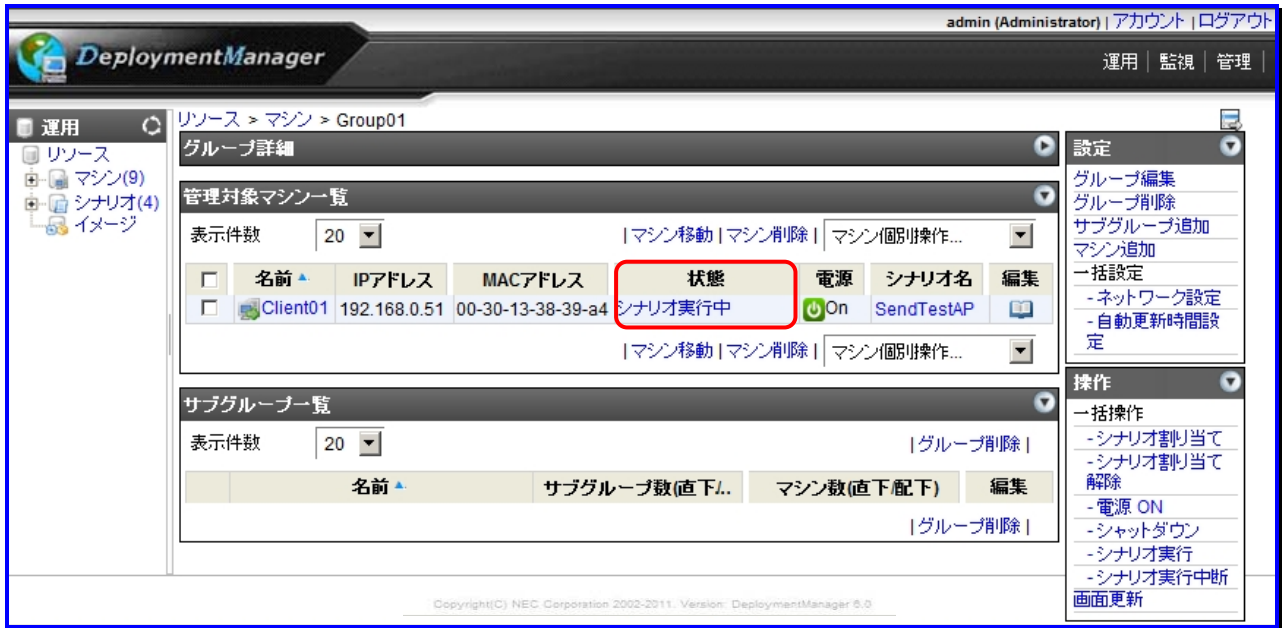 admin (Administrator) | アカウント | ログアウト
DeploymentManager
運用 | 監視 | 管理 |
運用
リソース
マシン(9)
シナリオ(4)
イメージ
リソース > マシン > Group01
グループ詳細
管理対象マシン一覧
表示件数 20 | マシン移動 | マシン削除 | マシン個別操作...
名前 IPアドレス MACアドレス 状態 電源 シナリオ名 編集
Client01 192.168.0.51 00-30-13-38-39-a4 シナリオ実行中 On SendTestAP
| マシン移動 | マシン削除 | マシン個別操作...
サブグループ一覧
表示件数 20 | グループ削除 |
名前 サブグループ数(直下/.. マシン数(直下/配下) 編集
| グループ削除 |
設定
グループ編集
グループ削除
サブグループ追加
マシン追加
一括設定
- ネットワーク設定
- 自動更新時間設
定
操作
一括操作
- シナリオ割り当て
- シナリオ割り当て
解除
- 電源 ON
- シャットダウン
- シナリオ実行
- シナリオ実行中断
画面更新
Copyright(C) NEC Corporation 2002-2011. Version: DeploymentManager 6.0